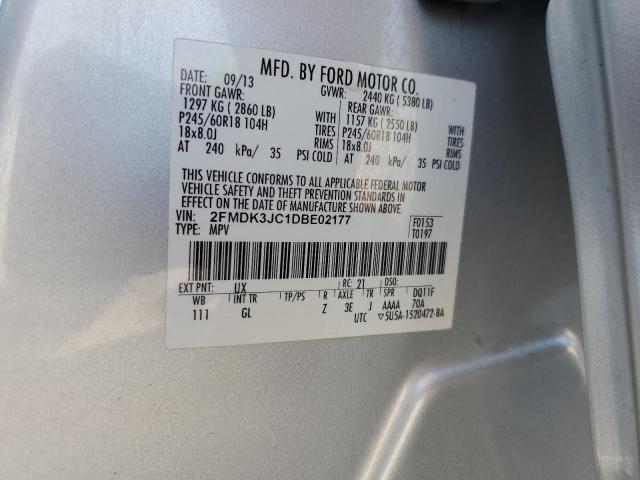 MFD. BY FORD MOTOR CO.
DATE: 09/13 GVWR: 2440 KG ( 5380 LB)
FRONT GAWR: REAR GAWR:
1297 KG ( 2860 LB) WITH 1157 KG ( 2550 LB) WITH
P245/60R18 104H TIRES P245/60R18 104H TIRES
18x8.0J RIMS 18x8.0J RIMS
AT 240 kPa/ 35 PSI COLD AT 240 kPa/ 35 PSI COLD
THIS VEHICLE CONFORMS TO ALL APPLICABLE FEDERAL MOTOR
VEHICLE SAFETY AND BUMPER, AND THEFT PREVENTION
STANDARDS IN EFFECT ON THE DATE OF MANUFACTURE SHOWN ABOVE.
VIN: 2FMDK3JC1DBE02177 F0153
TYPE: MPV T0197
EXT PNT: UX RC: 21 DSO:
WB INT TR TP/PS R AXLE TR SPR DQ11F
111 GL Z 3E J AAAA 70A
UTC ▽5U5A-1520472-BA